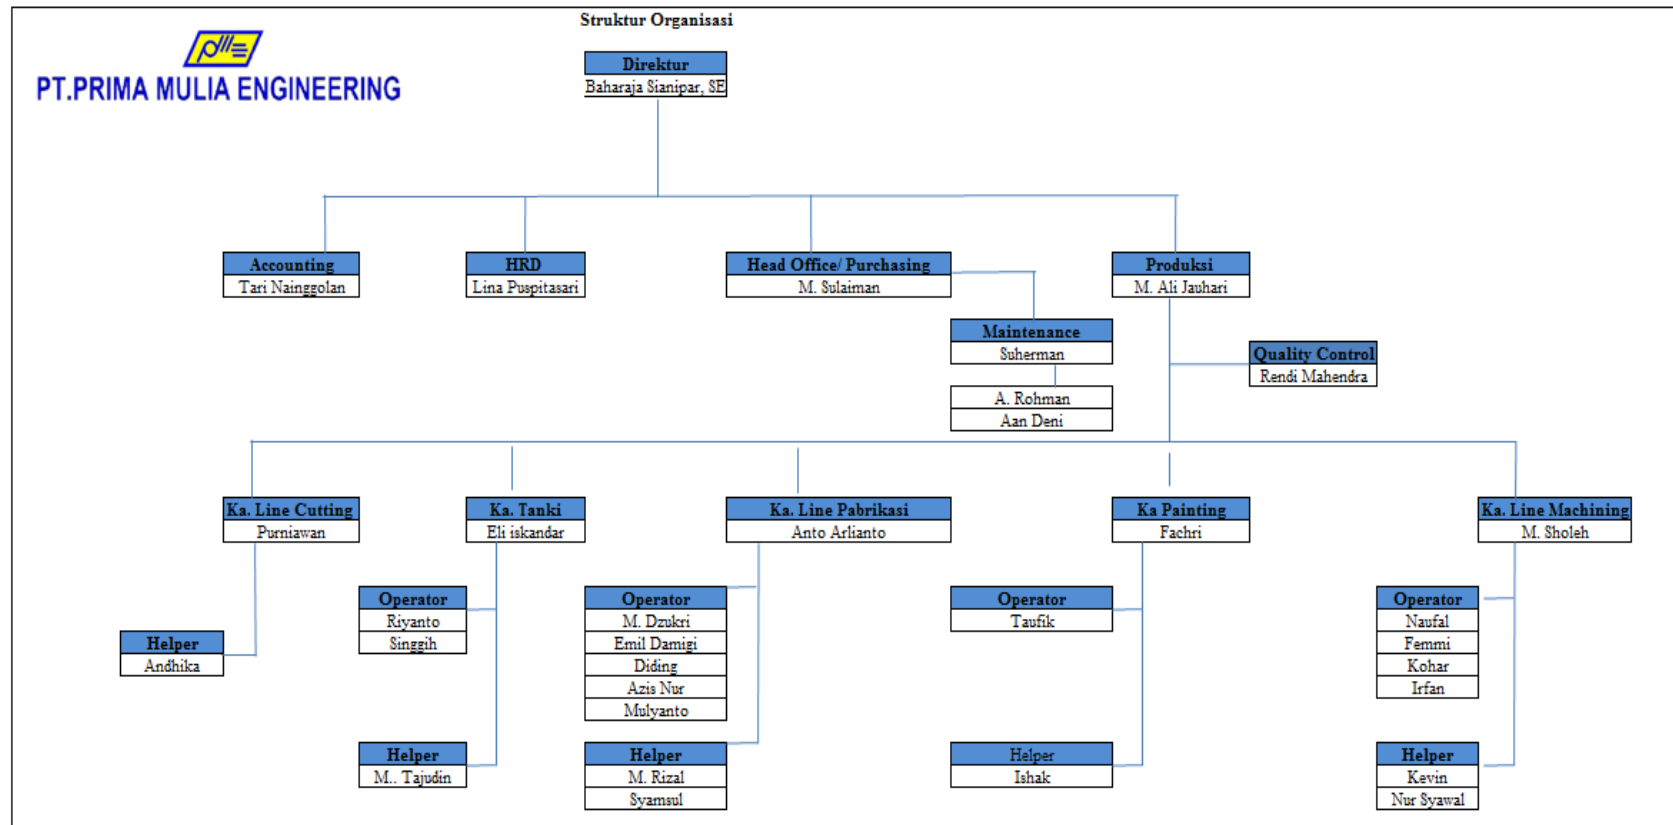 Struktur Organisasi
PME
PT.PRIMA MULIA ENGINEERING
Direktur
Baharaja Sianipar, SE
Accounting
Tari Nainggolan
HRD
Lina Puspitasari
Head Office/ Purchasing
M. Sulaiman
Produksi
M. Ali Jauhari
Maintenance
Suherman
A. Rohman
Aan Deni
Quality Control
Rendi Mahendra
Ka. Line Cutting
Purniawan
Ka. Tanki
Eli iskandar
Ka. Line Pabrikasi
Anto Arlianto
Ka Painting
Fachri
Ka. Line Machining
M. Sholeh
Helper
Andhika
Operator
Riyanto
Singgih
Helper
M.. Tajudin
Operator
M. Dzukri
Emil Damigi
Diding
Azis Nur
Mulyanto
Helper
M. Rizal
Syamsul
Operator
Taufik
Helper
Ishak
Operator
Naufal
Femmi
Kohar
Irfan
Helper
Kevin
Nur Syawal